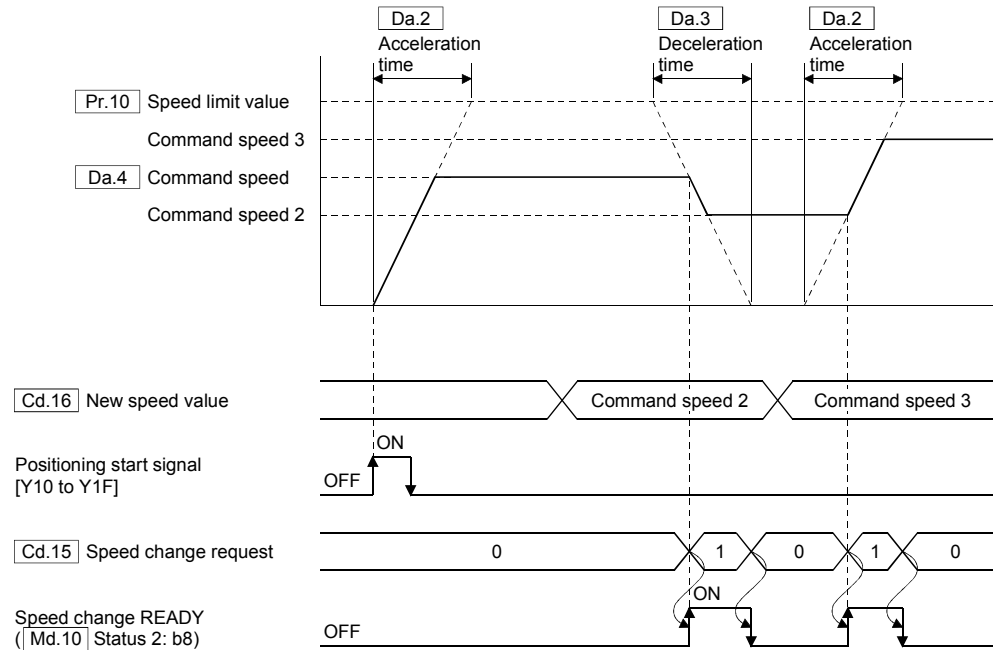 Da.2
Acceleration
time
Da.3
Deceleration
time
Da.2
Acceleration
time
Pr.10 Speed limit value
Command speed 3
Da.4 Command speed
Command speed 2
Cd.16 New speed value
Command speed 2
Command speed 3
Positioning start signal
[Y10 to Y1F]
OFF
ON
Cd.15 Speed change request
0
1
0
1
0
Speed change READY
( Md.10 Status 2: b8)
OFF
ON